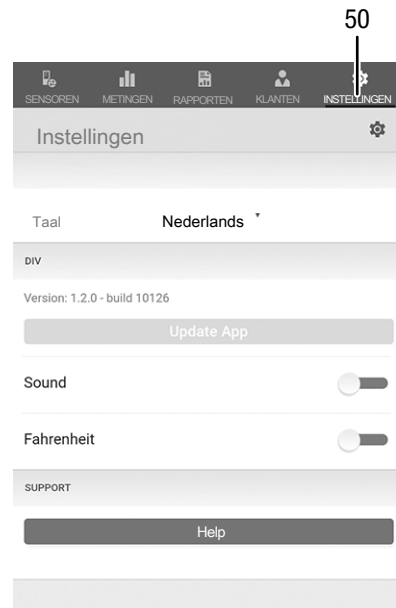 50
SENSOREN METINGEN RAPPORTEN KLANTEN INSTELLINGEN
Instellingen
Taal Nederlands
DIV
Version: 1.2.0 - build 10126
Update App
Sound
Fahrenheit
SUPPORT
Help